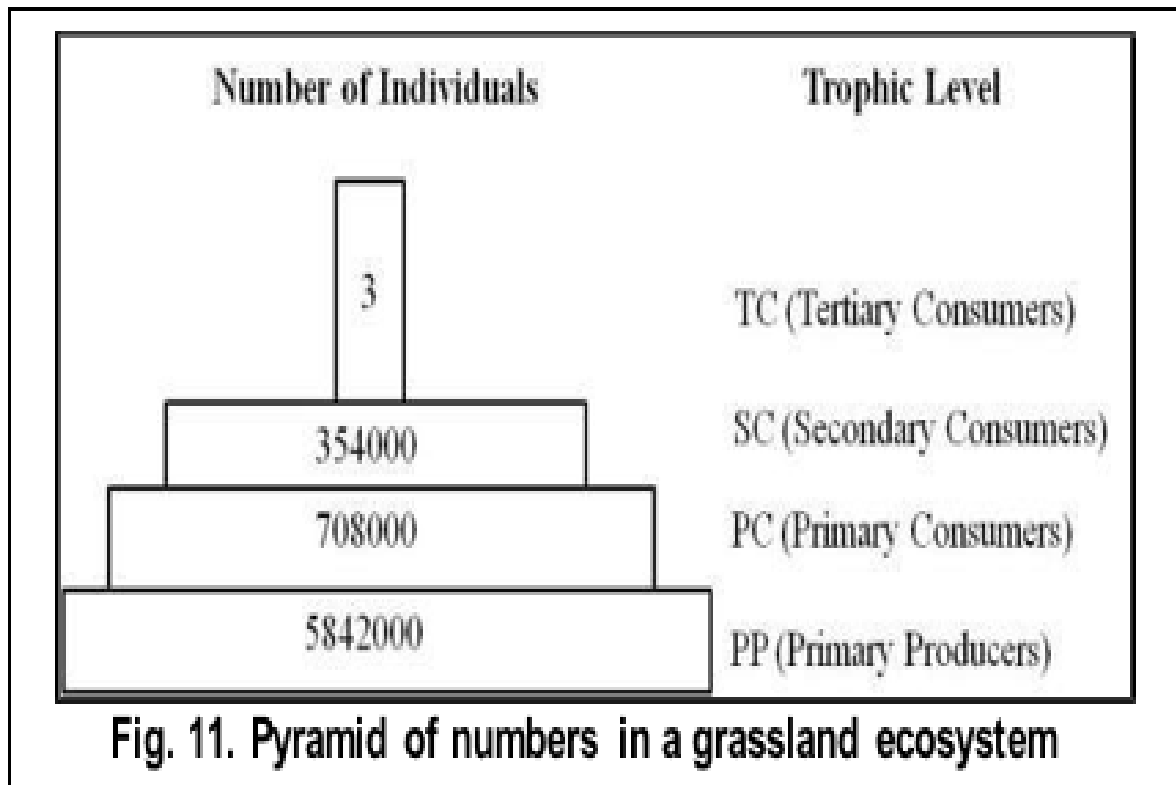 Number of Individuals Trophic Level
3 TC (Tertiary Consumers)
354000 SC (Secondary Consumers)
708000 PC (Primary Consumers)
5842000 PP (Primary Producers)
Fig. 11. Pyramid of numbers in a grassland ecosystem